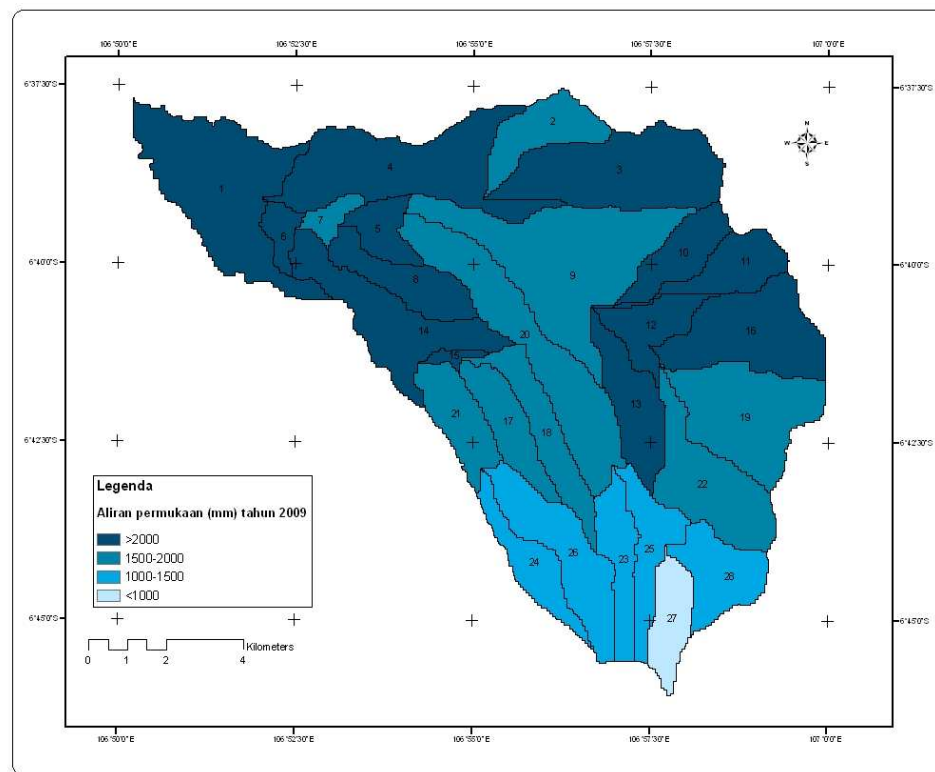 106°50'0"E 106°52'30"E 106°55'0"E 106°57'30"E 107°0'0"E
6°37'30"S 6°37'30"S
N
W E
S
2
4 3
1
7
6 5 10 11
6°40'0"S 6°40'0"S
8 9
14 20 12 16
15
13 19
21 17 18
6°42'30"S 6°42'30"S
22
Legenda
Aliran permukaan (mm) tahun 2009
>2000
1500-2000
1000-1500
<1000
24 26 23 25 28
27
6°45'0"S 6°45'0"S
Kilometers
0 1 2 4
106°50'0"E 106°52'30"E 106°55'0"E 106°57'30"E 107°0'0"E